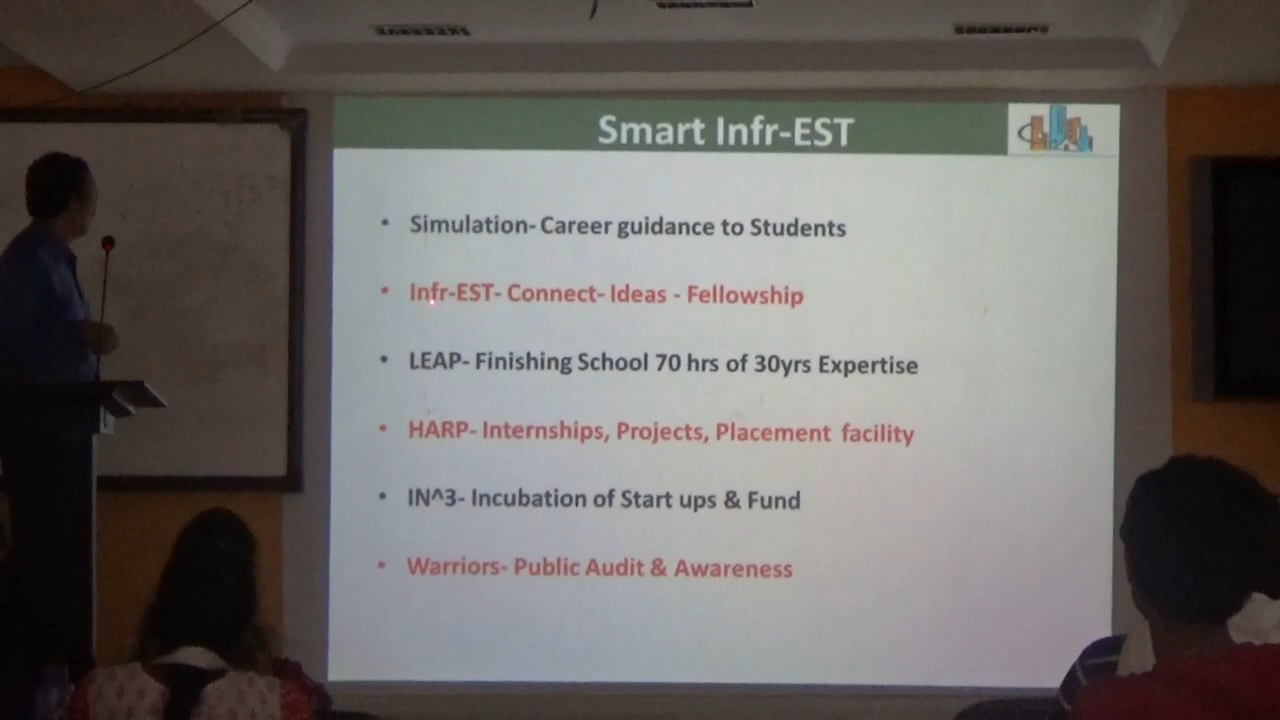 Smart Infr-EST
• Simulation- Career guidance to Students
• Infr-EST- Connect- Ideas - Fellowship
• LEAP- Finishing School 70 hrs of 30yrs Expertise
• HARP- Internships, Projects, Placement facility
• IN^3- Incubation of Start ups & Fund
• Warriors- Public Audit & Awareness